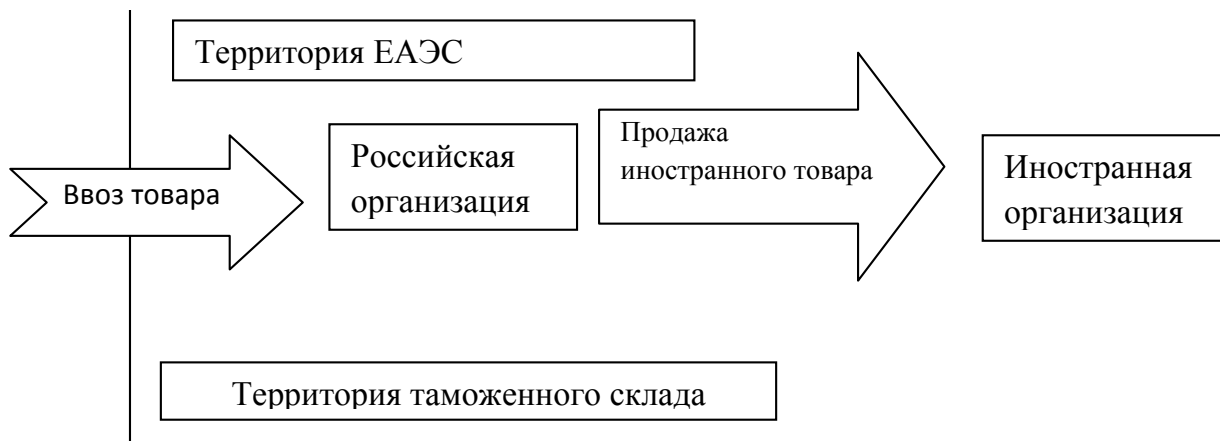 Территория ЕАЭС
Ввоз товара
Российская
организация
Продажа
иностранного товара
Иностранная
организация
Территория таможенного склада